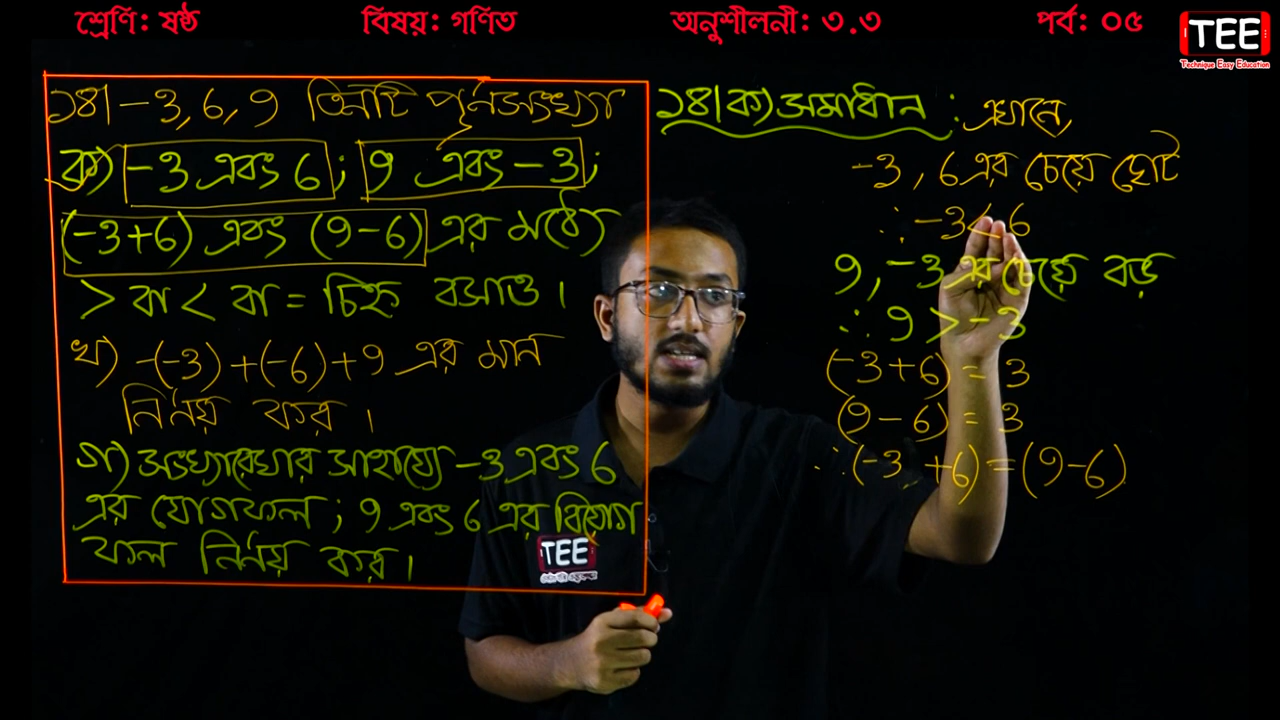 শ্রেণি: ষষ্ঠ
বিষয়: গণিত
অনুশীলনী: ৩.৩
পর্ব: ০৫
TEE
Technique Easy Education
১৪। -3, 6, 9 তিনটি পূর্নসংখ্যা
ক) -3 এবং 6 ; 9 এবং -3 ;
(-3+6) এবং (9-6) এর মধ্যে
> বা < বা = চিহ্ন বসাও।
খ) -(-3) + (-6) + 9 এর মান
নির্ণয় কর।
গ) সংখ্যারেখার সাহায্যে -3 এবং 6
এর যোগফল ; 9 এবং 6 এর বিয়োগ
ফল নির্ণয় কর।
TEE
১৪। ক) সমাধান : এখানে,
-3, 6 এর চেয়ে ছোট
∴ -3 < 6
9, -3 এর চেয়ে বড়
∴ 9 > -3
(-3+6) = 3
(9-6) = 3
∴ (-3+6) = (9-6)